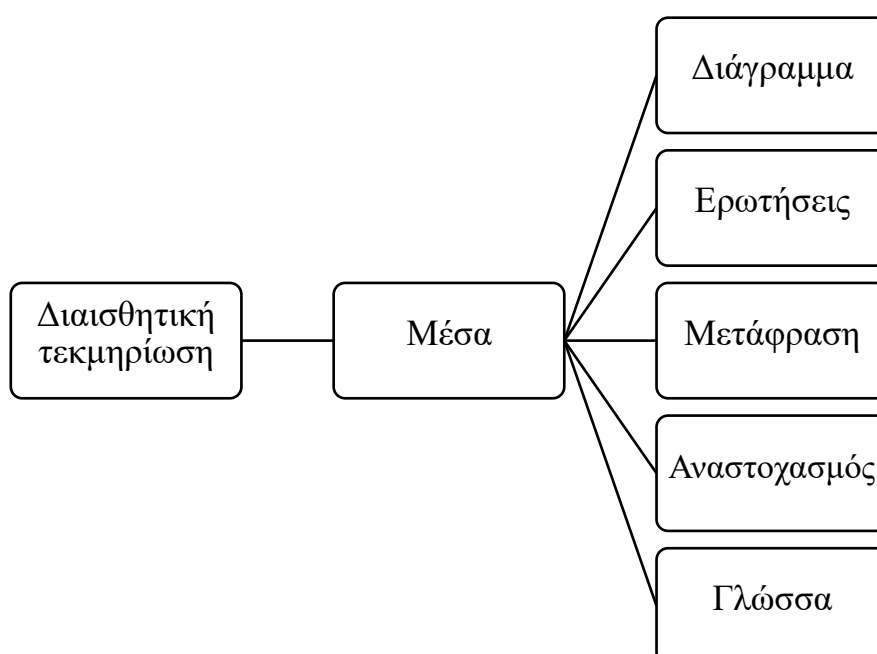 Διαισθητική
τεκμηρίωση
Μέσα
Διάγραμμα
Ερωτήσεις
Μετάφραση
Αναστοχασμός
Γλώσσα